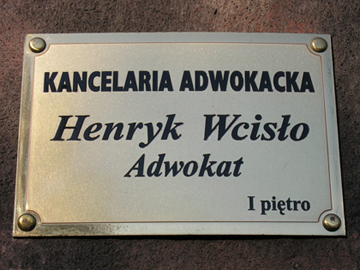 KANCELARIA ADWOKACKA
Henryk Wcisło
Adwokat
I piętro